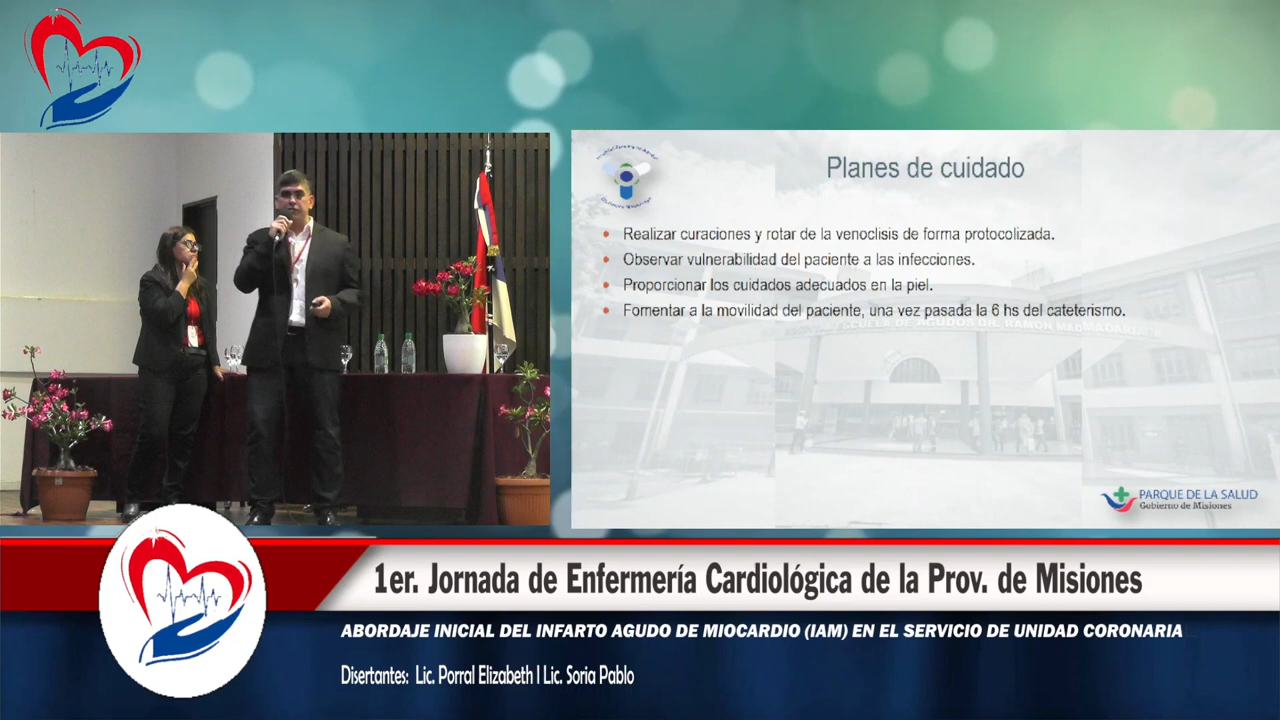 Planes de cuidado
Realizar curaciones y rotar de la venoclisis de forma protocolizada.
Observar vulnerabilidad del paciente a las infecciones.
Proporcionar los cuidados adecuados en la piel.
Fomentar a la movilidad del paciente, una vez pasada la 6 hs del cateterismo.
PARQUE DE LA SALUD
Gobierno de Misiones
1er. Jornada de Enfermería Cardiológica de la Prov. de Misiones
ABORDAJE INICIAL DEL INFARTO AGUDO DE MIOCARDIO (IAM) EN EL SERVICIO DE UNIDAD CORONARIA
Disertantes: Lic. Porral Elizabeth l Lic. Soria Pablo